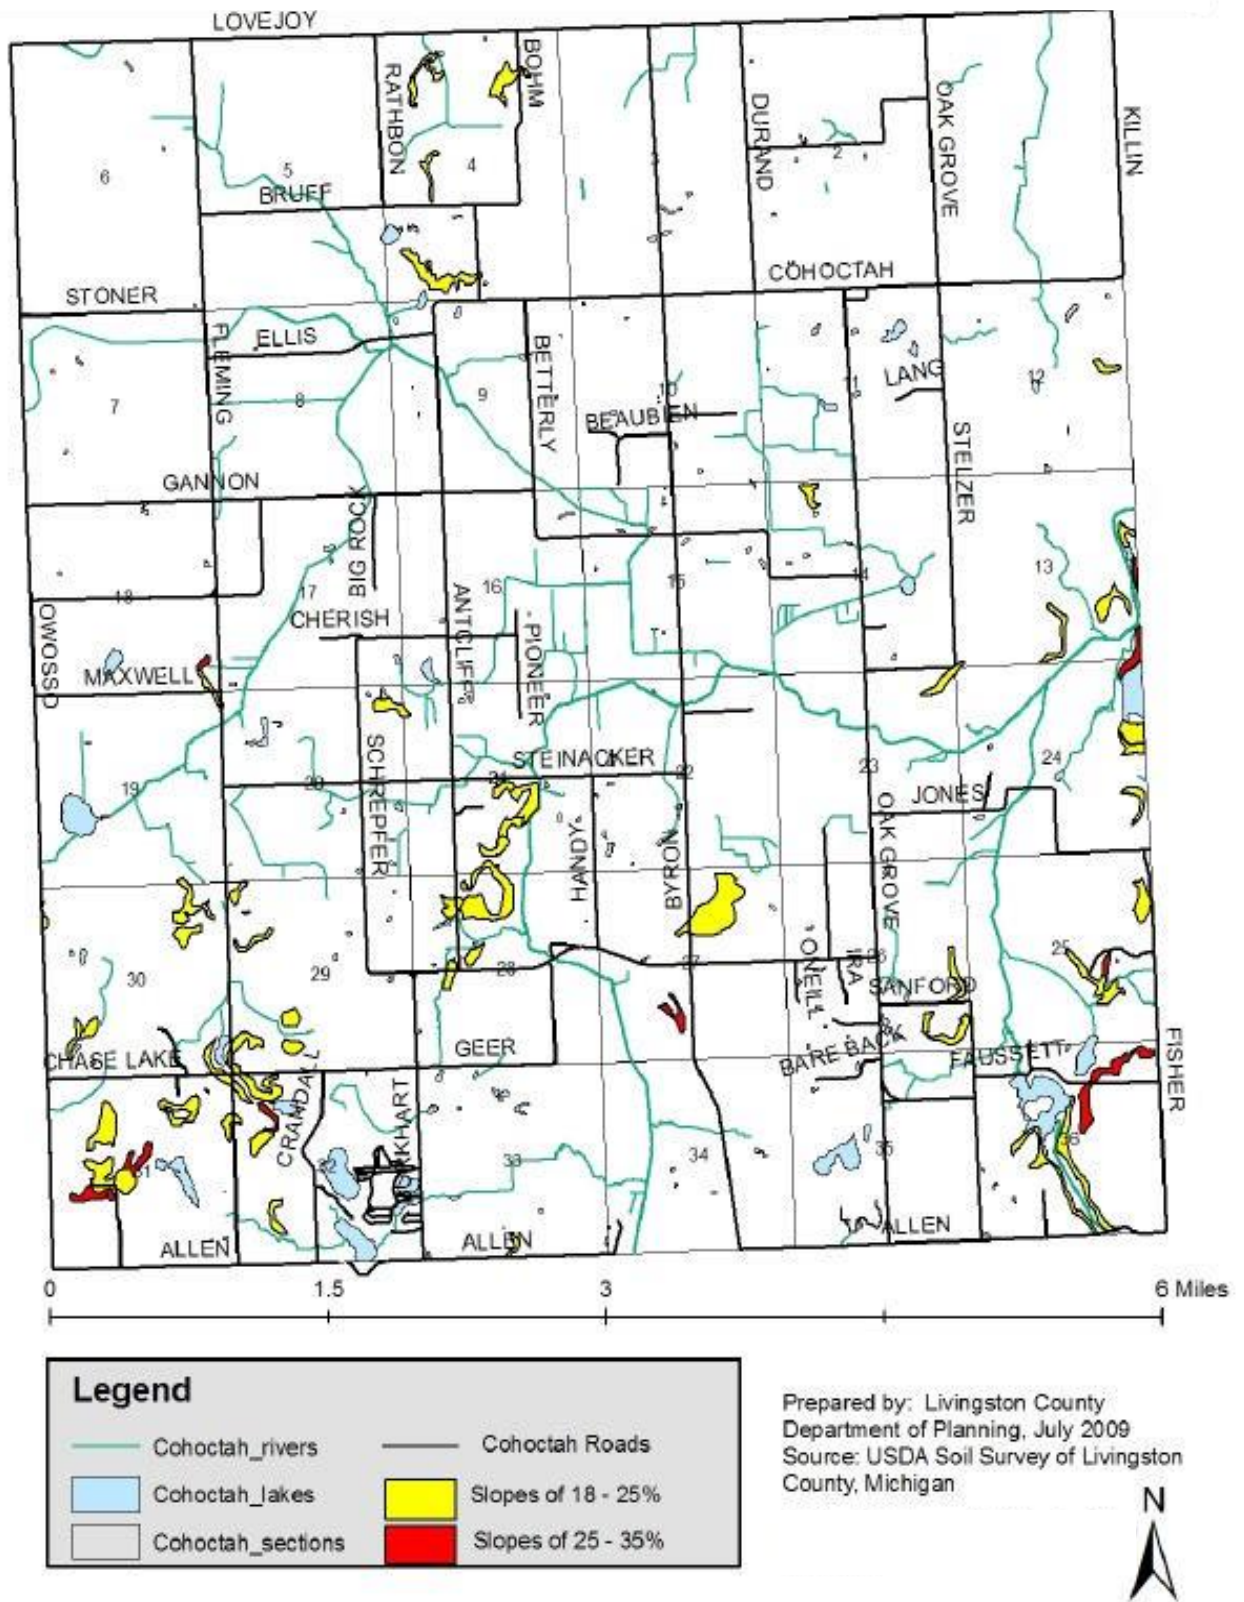 LOVEJOY
BOHM
RATHBON
DURAND
OAK GROVE
KILLIN
6
5
4
3
2
BRUFF
COHOCTAH
STONER
FLEMING
ELLIS
BETTERLY
LANG
7
8
9
10
11
12
BEAUBIEN
STELZER
GANNON
BIG ROCK
18
17
16
15
14
13
OWOSSO
CHERISH
ANTCLIFF
PIONEER
MAXWELL
SCHREPFER
STEINACKER
19
20
21
22
23
24
JONES
HANDY
BYRON
OAK GROVE
30
29
28
27
26
25
ONEILL
IRA
SANFORD
CHASE LAKE
GEER
BARE BACK
FAUSSETT
FISHER
CRANDALL
RKHART
31
32
33
34
35
36
ALLEN
ALLEN
ALLEN
0 1.5 3 6 Miles
Legend
Cohoctah_rivers
Cohoctah Roads
Cohoctah_lakes
Slopes of 18 - 25%
Cohoctah_sections
Slopes of 25 - 35%
Prepared by: Livingston County
Department of Planning, July 2009
Source: USDA Soil Survey of Livingston
County, Michigan
N